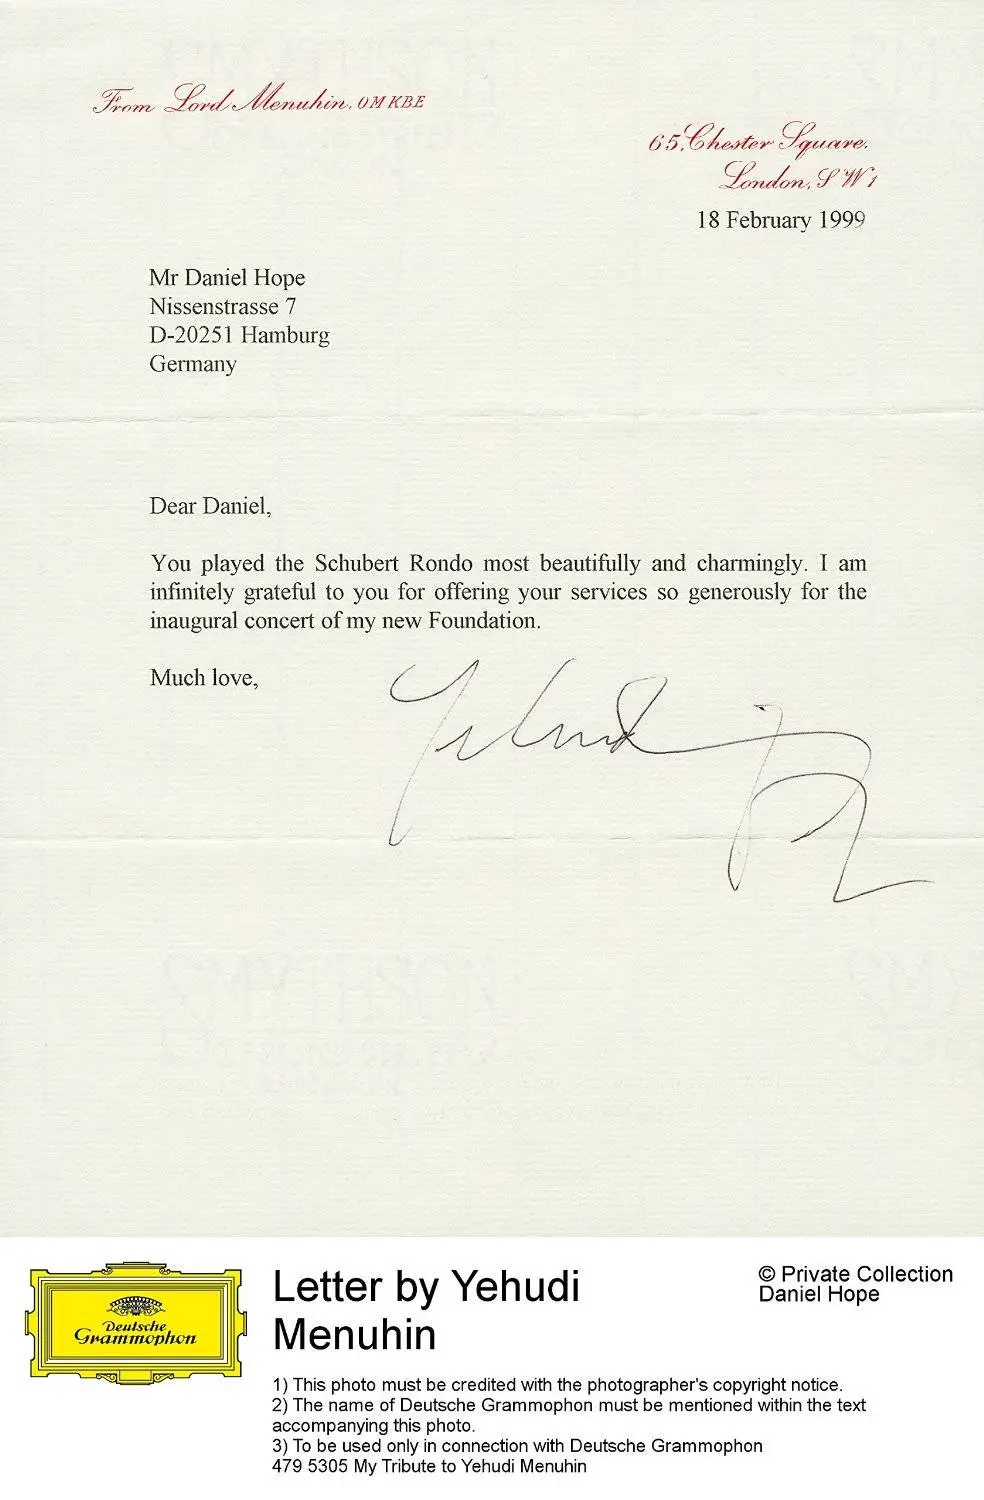 From Lord Menuhin, OM KBE
65, Chester Square,
London, SW1
18 February 1999
Mr Daniel Hope
Nissenstrasse 7
D-20251 Hamburg
Germany
Dear Daniel,
You played the Schubert Rondo most beautifully and charmingly. I am
infinitely grateful to you for offering your services so generously for the
inaugural concert of my new Foundation.
Much love,
Yehudi
Deutsche
Grammophon
Letter by Yehudi
Menuhin
© Private Collection
Daniel Hope
1) This photo must be credited with the photographer's copyright notice.
2) The name of Deutsche Grammophon must be mentioned within the text
accompanying this photo.
3) To be used only in connection with Deutsche Grammophon
479 5305 My Tribute to Yehudi Menuhin